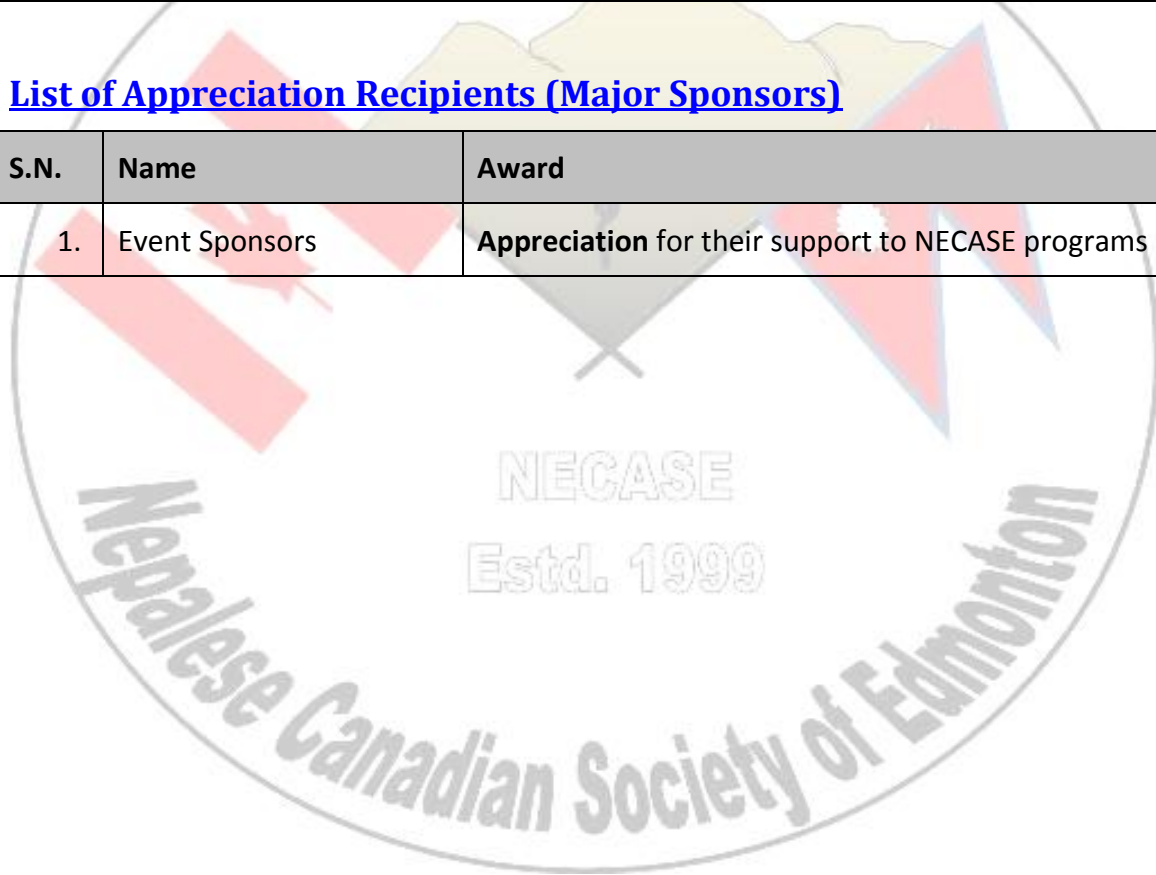 List of Appreciation Recipients (Major Sponsors)
S.N. Name Award
1. Event Sponsors Appreciation for their support to NECASE programs
NECASE
Estd. 1999
Nepalese Canadian Society of Edmonton